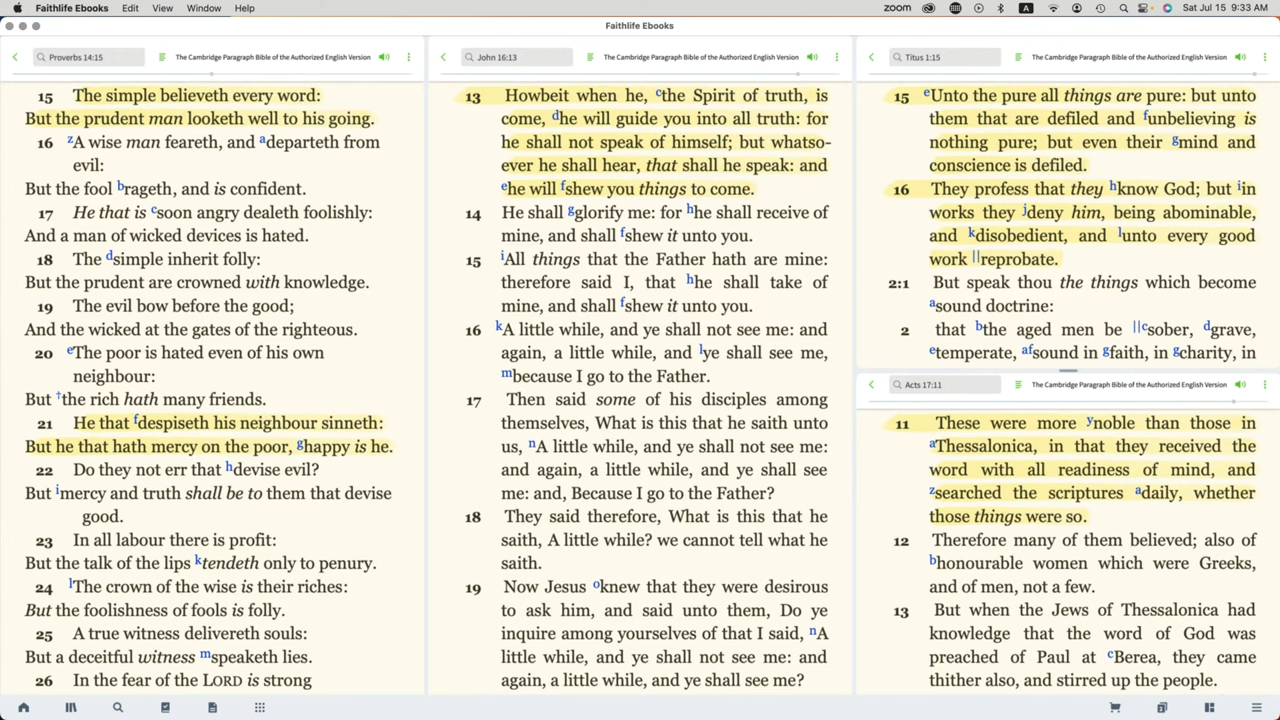 Faithlife Ebooks Edit View Window Help
zoom A Sat Jul 15 9:33 AM
Faithlife Ebooks
Proverbs 14:15 The Cambridge Paragraph Bible of the Authorized English Version
15 The simple believeth every word:
But the prudent man looketh well to his going.
16 zA wise man feareth, and adeparteth from
evil:
But the fool brageth, and is confident.
17 He that is csoon angry dealeth foolishly:
And a man of wicked devices is hated.
18 The dsimple inherit folly:
But the prudent are crowned with knowledge.
19 The evil bow before the good;
And the wicked at the gates of the righteous.
20 eThe poor is hated even of his own
neighbour:
But †the rich hath many friends.
21 He that fdespiseth his neighbour sinneth:
But he that hath mercy on the poor, ghappy is he.
22 Do they not err that hdevise evil?
But imercy and truth shall be to them that devise
good.
23 In all labour there is profit:
But the talk of the lips ktendeth only to penury.
24 lThe crown of the wise is their riches:
But the foolishness of fools is folly.
25 A true witness delivereth souls:
But a deceitful witness mspeaketh lies.
26 In the fear of the LORD is strong
John 16:13 The Cambridge Paragraph Bible of the Authorized English Version
13 Howbeit when he, cthe Spirit of truth, is
come, dhe will guide you into all truth: for
he shall not speak of himself; but whatso-
ever he shall hear, that shall he speak: and
ehe will fshew you things to come.
14 He shall gglorify me: for hhe shall receive of
mine, and shall fshew it unto you.
15 iAll things that the Father hath are mine:
therefore said I, that hhe shall take of
mine, and shall fshew it unto you.
16 kA little while, and ye shall not see me: and
again, a little while, and lye shall see me,
mbecause I go to the Father.
17 Then said some of his disciples among
themselves, What is this that he saith unto
us, nA little while, and ye shall not see me:
and again, a little while, and ye shall see
me: and, Because I go to the Father?
18 They said therefore, What is this that he
saith, A little while? we cannot tell what he
saith.
19 Now Jesus oknew that they were desirous
to ask him, and said unto them, Do ye
inquire among yourselves of that I said, nA
little while, and ye shall not see me: and
again, a little while, and ye shall see me?
Titus 1:15 The Cambridge Paragraph Bible of the Authorized English Version
15 eUnto the pure all things are pure: but unto
them that are defiled and funbelieving is
nothing pure; but even their gmind and
conscience is defiled.
16 They profess that they hknow God; but iin
works they jdeny him, being abominable,
and kdisobedient, and lunto every good
work ||reprobate.
2:1 But speak thou the things which become
asound doctrine:
2 that bthe aged men be ||csober, dgrave,
etemperate, afsound in gfaith, in gcharity, in
Acts 17:11 The Cambridge Paragraph Bible of the Authorized English Version
11 These were more ynoble than those in
aThessalonica, in that they received the
word with all readiness of mind, and
zsearched the scriptures adaily, whether
those things were so.
12 Therefore many of them believed; also of
bhonourable women which were Greeks,
and of men, not a few.
13 But when the Jews of Thessalonica had
knowledge that the word of God was
preached of Paul at cBerea, they came
thither also, and stirred up the people.